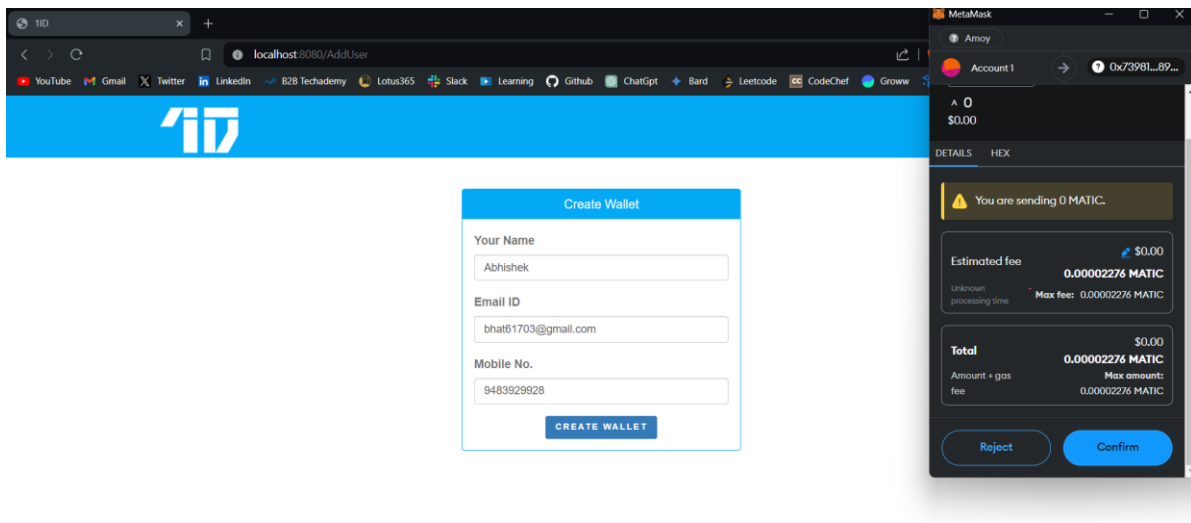 1ID
localhost:8080/AddUser
YouTube Gmail Twitter LinkedIn B2B Techademy Lotus365 Slack Learning Github ChatGpt Bard Leetcode CodeChef Groww
1ID
Create Wallet
Your Name
Abhishek
Email ID
bhat61703@gmail.com
Mobile No.
9483929928
CREATE WALLET
MetaMask
Amoy
Account 1
0x73981...89...
0
$0.00
DETAILS HEX
You are sending 0 MATIC.
Estimated fee
$0.00
0.00002276 MATIC
Unknown processing time
Max fee: 0.00002276 MATIC
Total
$0.00
0.00002276 MATIC
Amount + gas fee
Max amount:
0.00002276 MATIC
Reject Confirm